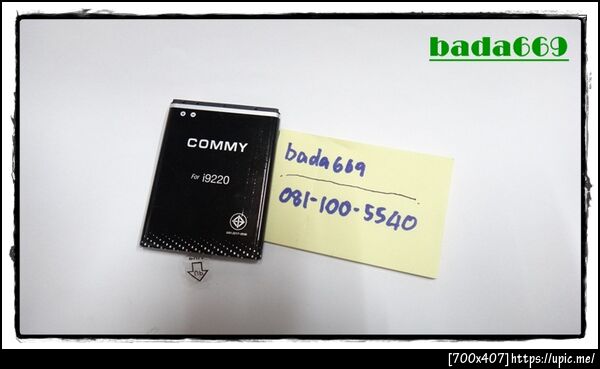 bada669
COMMY
For i9220
bada669
081-100-5540
[700x407]https://upic.me/